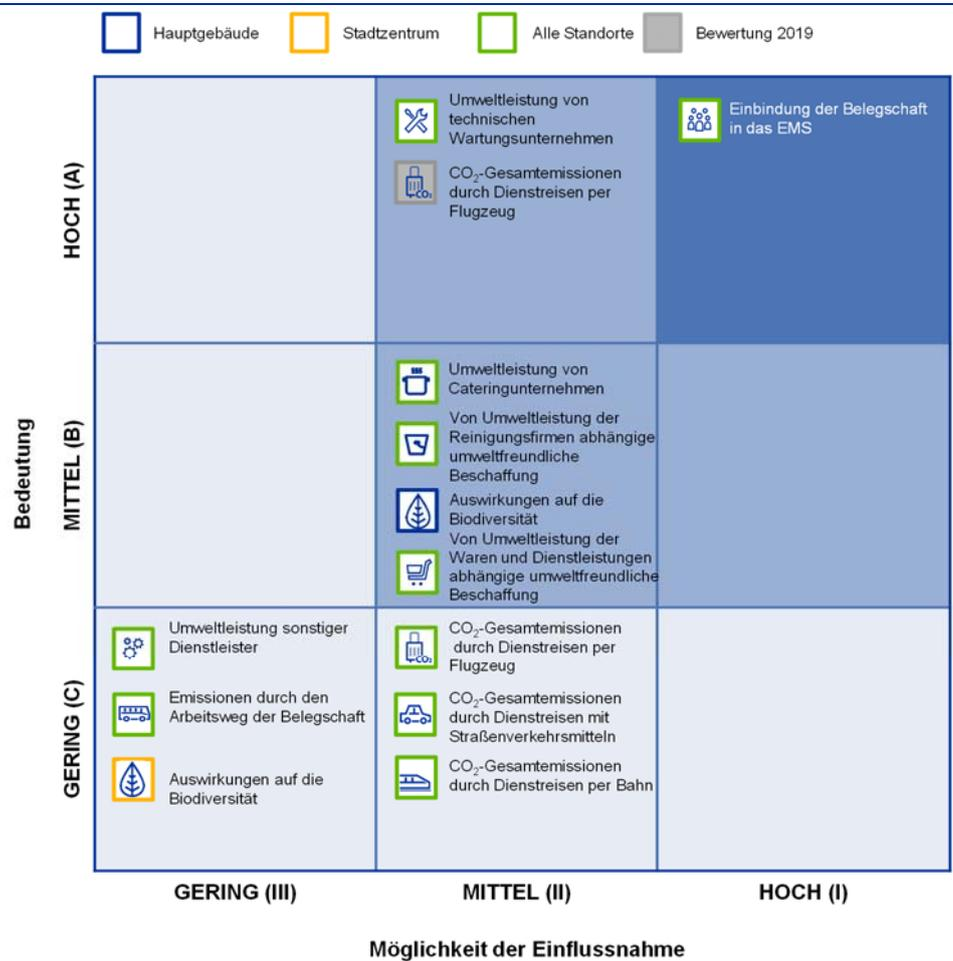 Hauptgebäude
Stadtzentrum
Alle Standorte
Bewertung 2019
Bedeutung
HOCH (A)
Umweltleistung von
technischen
Wartungsunternehmen
CO₂-Gesamtemissionen
durch Dienstreisen per
Flugzeug
Einbindung der Belegschaft
in das EMS
MITTEL (B)
Umweltleistung von
Cateringunternehmen
Von Umweltleistung der
Reinigungsfirmen abhängige
umweltfreundliche
Beschaffung
Auswirkungen auf die
Biodiversität
Von Umweltleistung der
Waren und Dienstleistungen
abhängige umweltfreundliche
Beschaffung
GERING (C)
Umweltleistung sonstiger
Dienstleister
Emissionen durch den
Arbeitsweg der Belegschaft
Auswirkungen auf die
Biodiversität
CO₂-Gesamtemissionen
durch Dienstreisen per
Flugzeug
CO₂-Gesamtemissionen
durch Dienstreisen mit
Straßenverkehrsmitteln
CO₂-Gesamtemissionen
durch Dienstreisen per Bahn
CO₂
CO₂
GERING (III)
MITTEL (II)
HOCH (I)
Möglichkeit der Einflussnahme